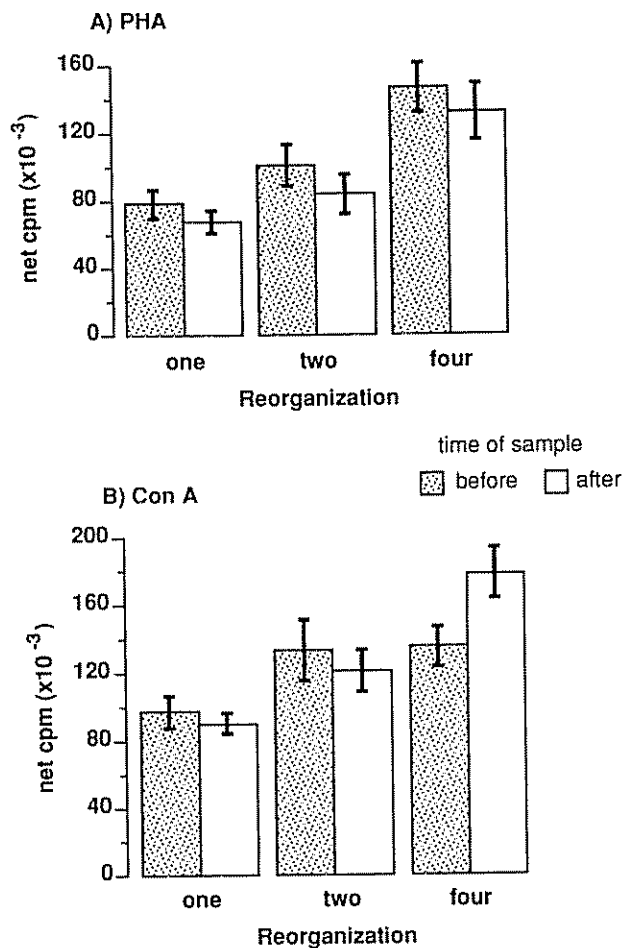 A) PHA
160
120
80
40
0
net cpm (x10 -3)
one two four
Reorganization
time of sample
before after
B) Con A
200
160
120
80
40
0
net cpm (x10 -3)
one two four
Reorganization